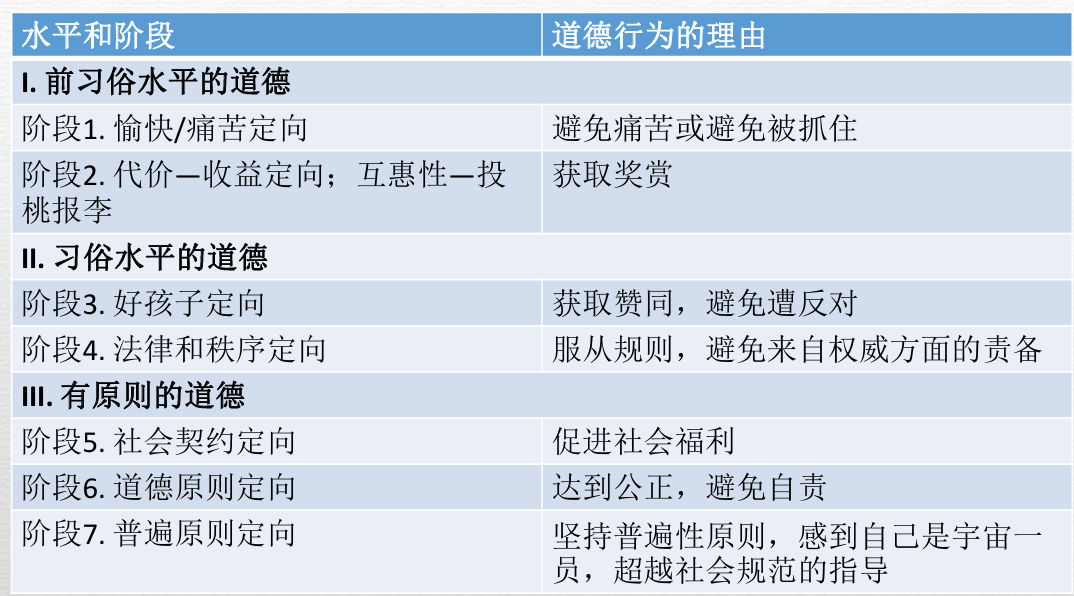 水平和阶段
道德行为的理由
I. 前习俗水平的道德
阶段1. 愉快/痛苦定向
避免痛苦或避免被抓住
阶段2. 代价—收益定向；互惠性—投
桃报李
获取奖赏
II. 习俗水平的道德
阶段3. 好孩子定向
获取赞同，避免遭反对
阶段4. 法律和秩序定向
服从规则，避免来自权威方面的责备
III. 有原则的道德
阶段5. 社会契约定向
促进社会福利
阶段6. 道德原则定向
达到公正，避免自责
阶段7. 普遍原则定向
坚持普遍性原则，感到自己是宇宙一
员，超越社会规范的指导